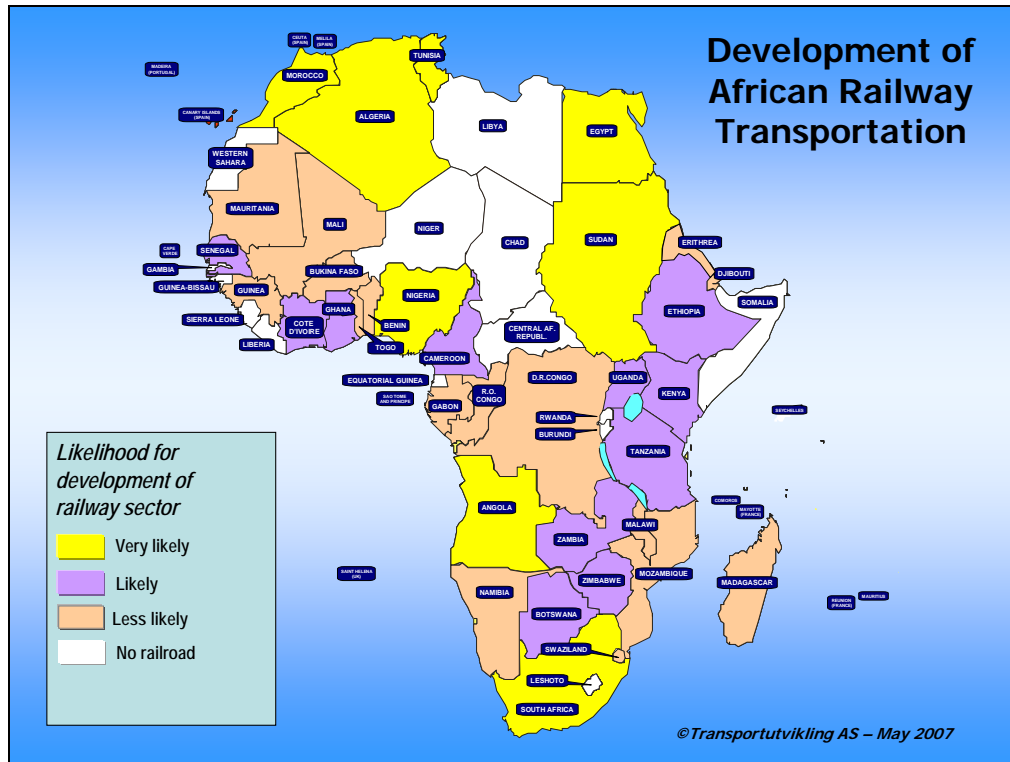 Development of
African Railway
Transportation
CEUTA
(SPAIN)
MELILA
(SPAIN)
MADEIRA
(PORTUGAL)
CANARY ISLANDS
(SPAIN)
MOROCCO
TUNISIA
ALGERIA
LIBYA
EGYPT
WESTERN
SAHARA
MAURITANIA
MALI
NIGER
CHAD
SUDAN
ERITHREA
DJIBOUTI
CAPE
VERDE
SENEGAL
GAMBIA
GUINEA-BISSAU
GUINEA
BUKINA FASO
NIGERIA
SOMALIA
ETHIOPIA
SIERRA LEONE
LIBERIA
COTE
D'IVOIRE
GHANA
BENIN
TOGO
CAMEROON
CENTRAL AF.
REPUBL.
EQUATORIAL GUINEA
SAO TOME
AND PRINCIPE
GABON
R.O.
CONGO
D.R.CONGO
UGANDA
KENYA
RWANDA
BURUNDI
TANZANIA
SEYCHELLES
COMOROS
MAYOTTE
(FRANCE)
ANGOLA
ZAMBIA
MALAWI
MOZAMBIQUE
ZIMBABWE
MADAGASCAR
REUNION
(FRANCE)
MAURITIUS
SAINT HELENA
(UK)
NAMIBIA
BOTSWANA
SWAZILAND
LESHOTO
SOUTH AFRICA
Likelihood for
development of
railway sector
Very likely
Likely
Less likely
No railroad
©Transportutvikling AS – May 2007